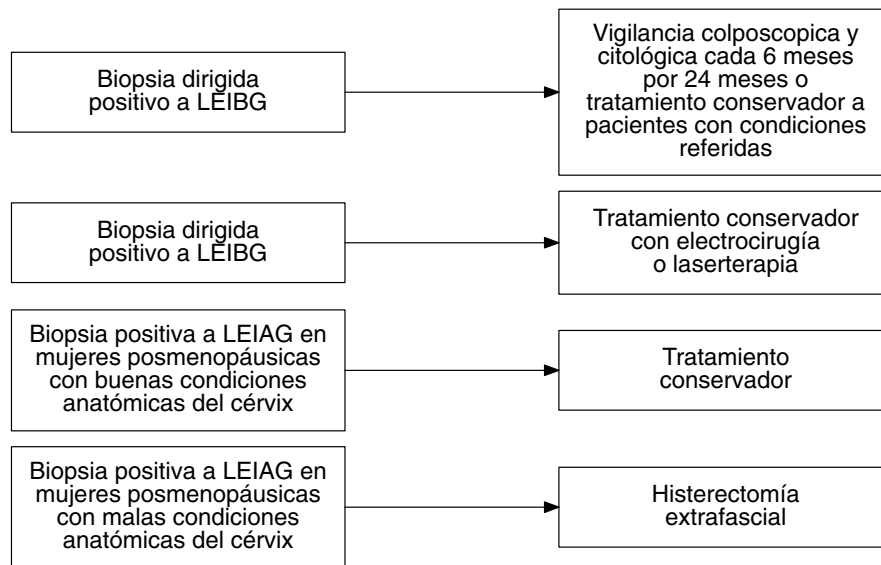 Biopsia dirigida
positivo a LEIBG
Vigilancia colposcopica y
citológica cada 6 meses
por 24 meses o
tratamiento conservador a
pacientes con condiciones
referidas
Biopsia dirigida
positivo a LEIBG
Tratamiento conservador
con electrocirugía
o laserterapia
Biopsia positiva a LEIAG en
mujeres posmenopáusicas
con buenas condiciones
anatómicas del cérvix
Tratamiento
conservador
Biopsia positiva a LEIAG en
mujeres posmenopáusicas
con malas condiciones
anatómicas del cérvix
Histerectomía
extrafascial